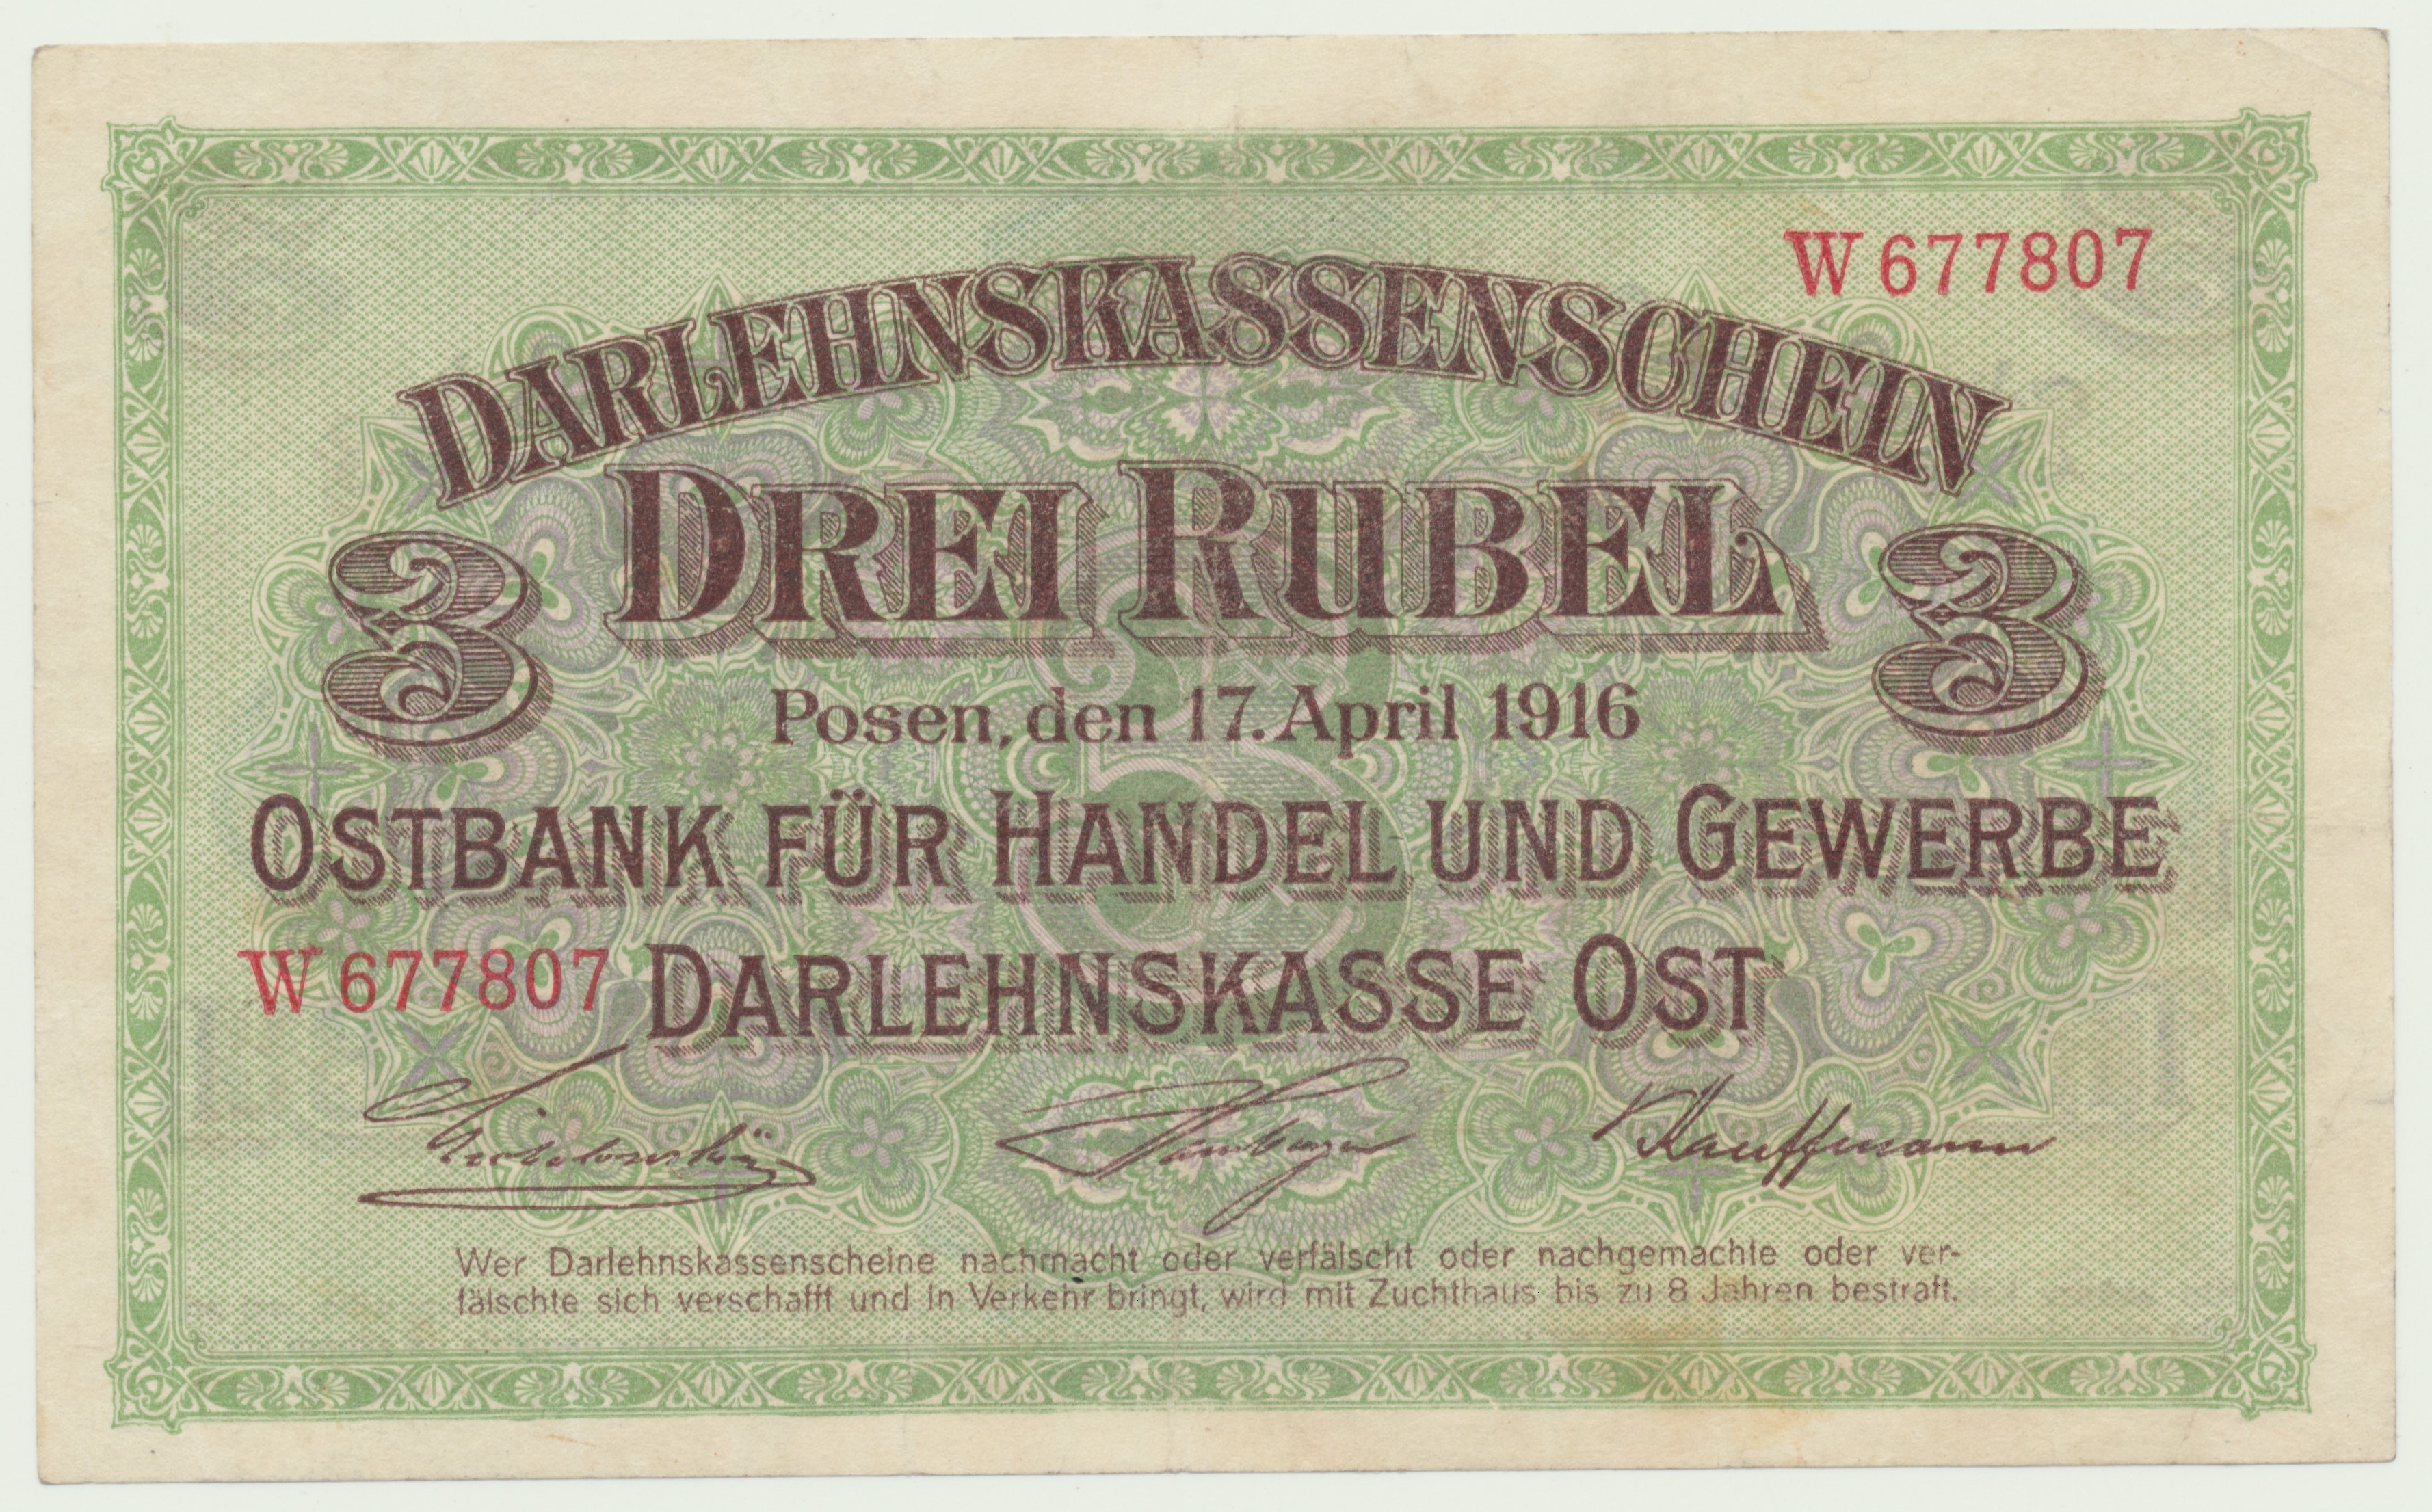 W 677807
DARLEHNSKASSENSCHEIN
3 DREI RUBEL 3
Posen, den 17. April 1916
OSTBANK FÜR HANDEL UND GEWERBE
W 677807 DARLEHNSKASSE OST
Kauffmann
Wer Darlehnskassenscheine nachmacht oder verfälscht oder nachgemachte oder ver-
fälschte sich verschafft und in Verkehr bringt, wird mit Zuchthaus bis zu 8 Jahren bestraft.